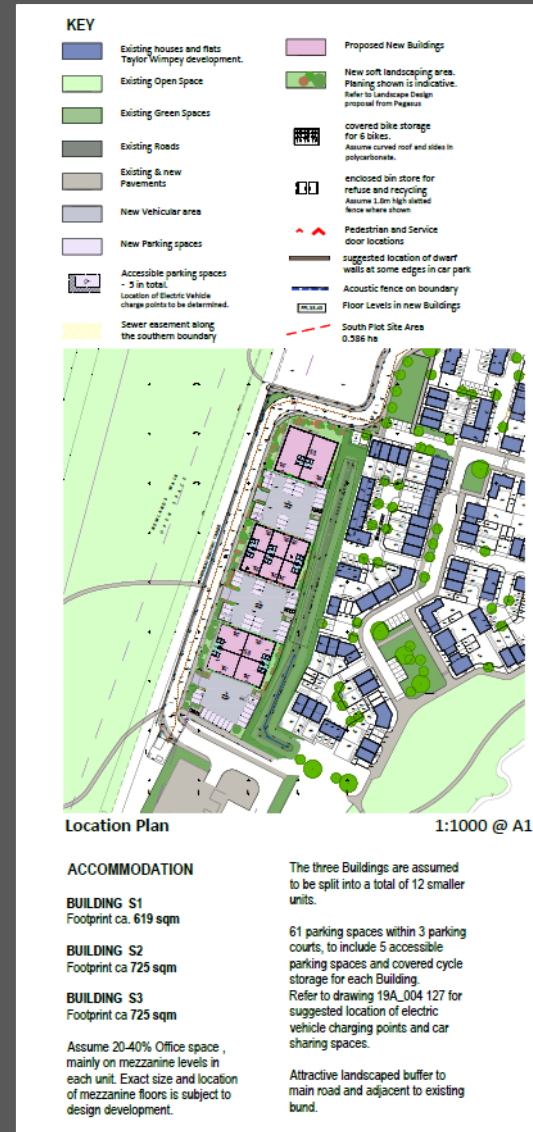 KEY
Existing houses and flats
Taylor Wimpey development.
Existing Open Space
Existing Green Spaces
Existing Roads
Existing & new
Pavements
New Vehicular area
New Parking spaces
Accessible parking spaces
- 5 in total.
Location of Electric Vehicle
charge points to be determined.
Sewer easement along
the southern boundary
Proposed New Buildings
New soft landscaping area.
Planing shown is indicative.
Refer to Landscape Design
proposal from Pegasus
covered bike storage
for 6 bikes.
Assume curved roof and sides in
polycarbonate.
enclosed bin store for
refuse and recycling
Assume 1.8m high slatted
fence where shown
Pedestrian and Service
door locations
suggested location of dwarf
walls at some edges in car park
Acoustic fence on boundary
Floor Levels in new Buildings
South Plot Site Area
0.586 ha
Location Plan
1:1000 @ A1
ACCOMMODATION
BUILDING S1
Footprint ca. 619 sqm
BUILDING S2
Footprint ca 725 sqm
BUILDING S3
Footprint ca 725 sqm
Assume 20-40% Office space ,
mainly on mezzanine levels in
each unit. Exact size and location
of mezzanine floors is subject to
design development.
The three Buildings are assumed
to be split into a total of 12 smaller
units.
61 parking spaces within 3 parking
courts, to include 5 accessible
parking spaces and covered cycle
storage for each Building.
Refer to drawing 19A_004 127 for
suggested location of electric
vehicle charging points and car
sharing spaces.
Attractive landscaped buffer to
main road and adjacent to existing
bund.